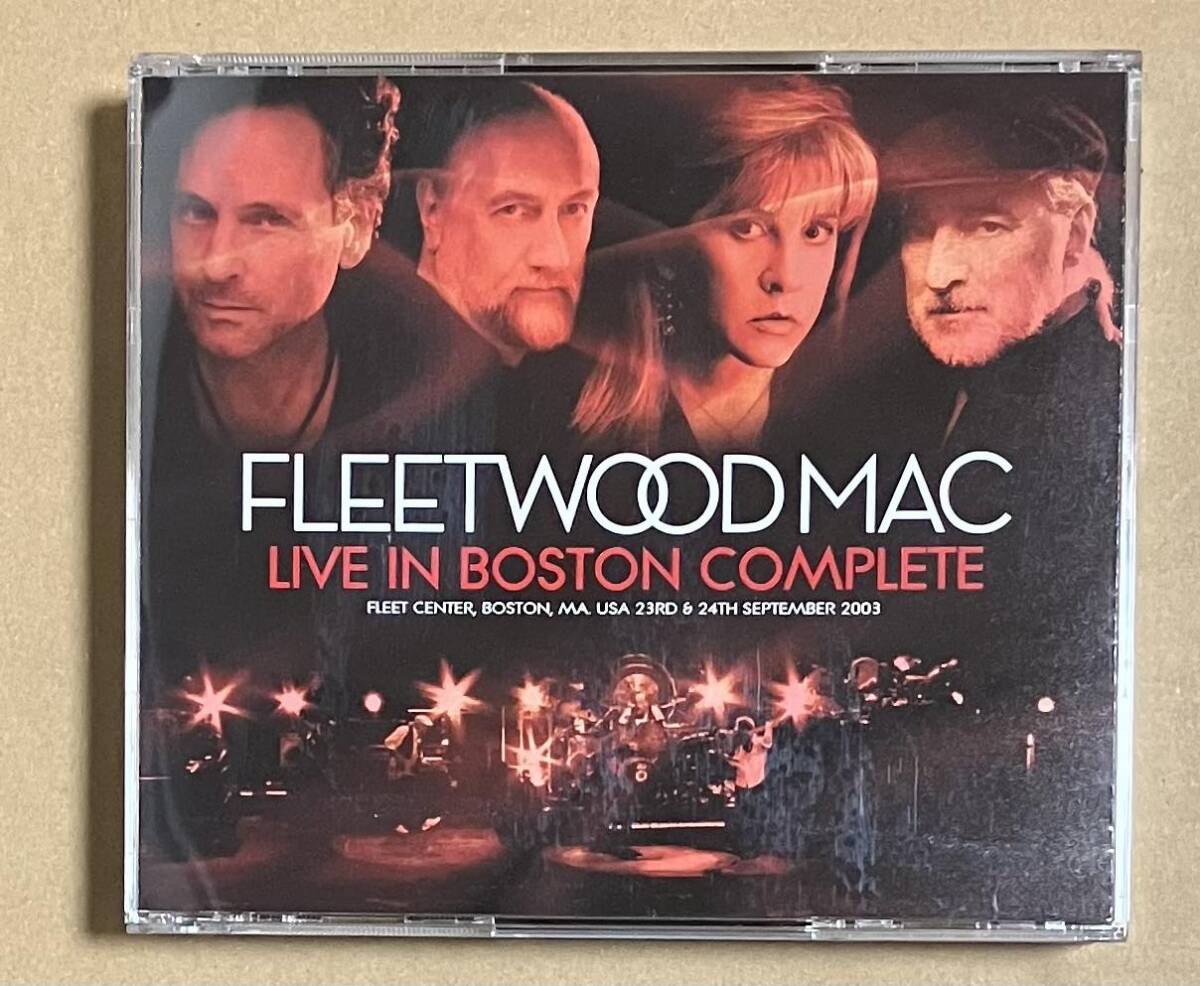 FLEETWOOD MAC
LIVE IN BOSTON COMPLETE
FLEET CENTER, BOSTON, MA. USA 23RD & 24TH SEPTEMBER 2003